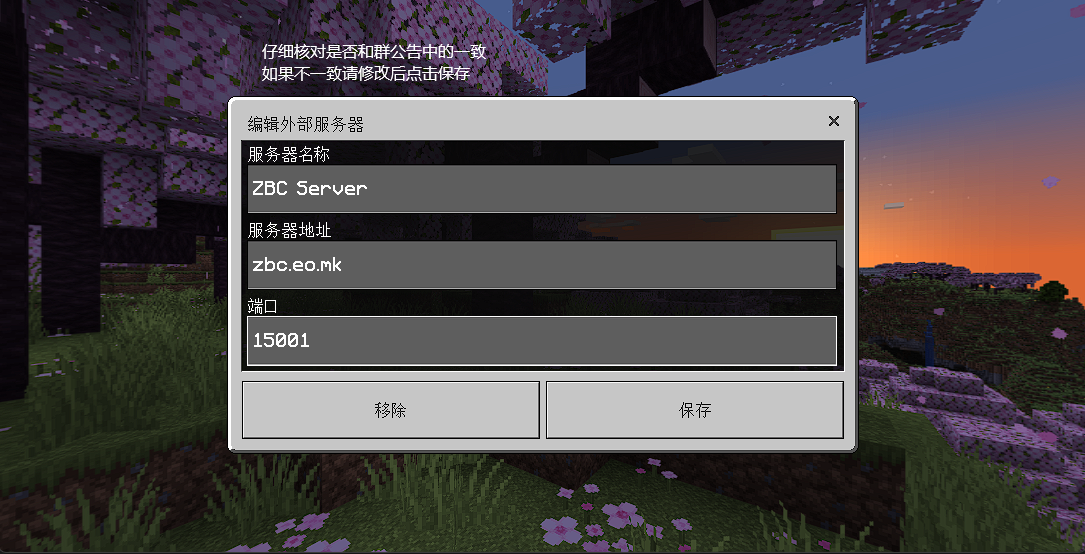 仔细核对是否和群公告中的一致
如果不一致请修改后点击保存
编辑外部服务器
服务器名称
ZBC Server
服务器地址
zbc.eo.mk
端口
15001
移除
保存